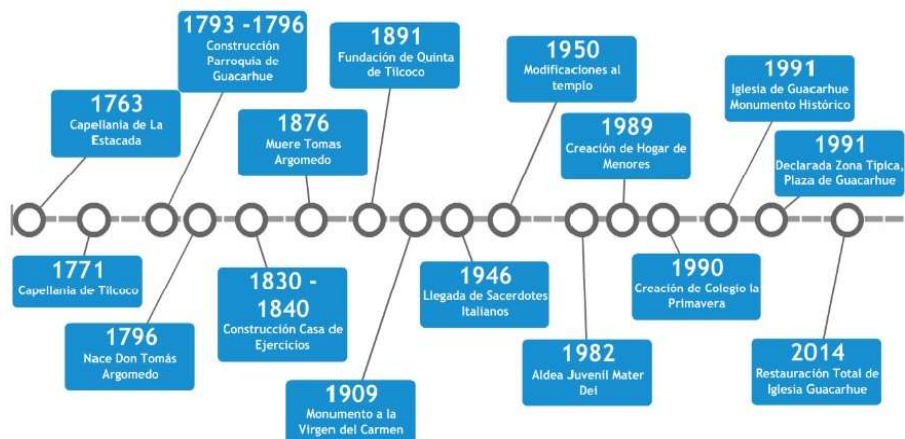 1763
Capellania de La
Estacada
1771
Capellania de Tilcoco
1793 -1796
Construcción
Parroquia de
Guacarhue
1796
Nace Don Tomás
Argomedo
1830 -
1840
Construcción Casa de
Ejercicios
1876
Muere Tomas
Argomedo
1891
Fundación de Quinta
de Tilcoco
1909
Monumento a la
Virgen del Carmen
1946
Llegada de Sacerdotes
Italianos
1950
Modificaciones al
templo
1982
Aldea Juvenil Mater
Dei
1989
Creación de Hogar de
Menores
1990
Creación de Colegio la
Primavera
1991
Iglesia de Guacarhue
Monumento Histórico
1991
Declarada Zona Típica,
Plaza de Guacarhue
2014
Restauración Total de
Iglesia Guacarhue